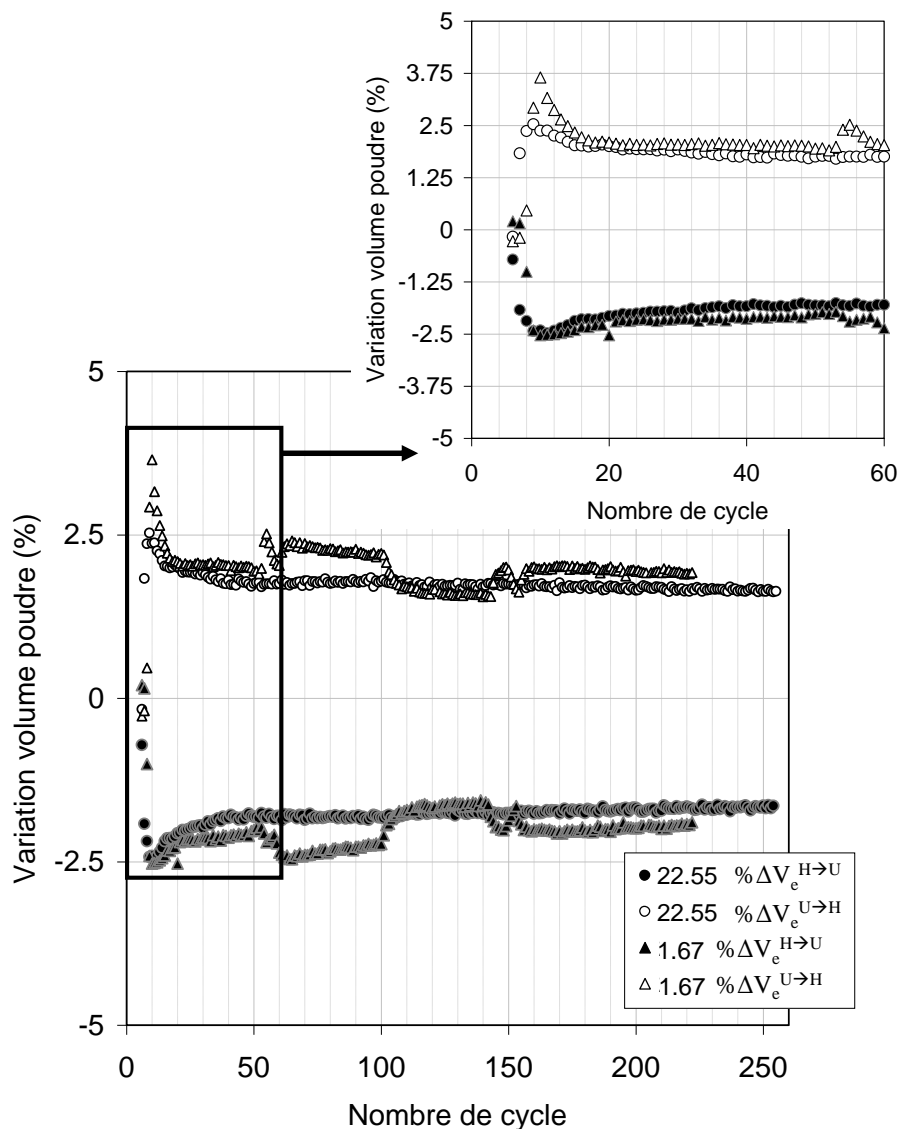 5
3.75
2.5
1.25
0
-1.25
-2.5
-3.75
-5
Variation volume poudre (%)
0 20 40 60
Nombre de cycle
5
2.5
0
-2.5
-5
Variation volume poudre (%)
0 50 100 150 200 250
Nombre de cycle
22.55 %ΔVe H→U
22.55 %ΔVe U→H
1.67 %ΔVe H→U
1.67 %ΔVe U→H